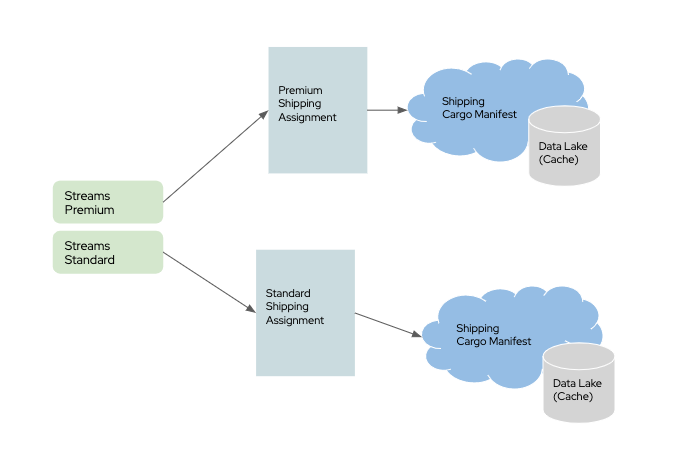 Premium
Shipping
Assignment
Shipping
Cargo Manifest
Data Lake
(Cache)
Streams
Premium
Streams
Standard
Standard
Shipping
Assignment
Shipping
Cargo Manifest
Data Lake
(Cache)